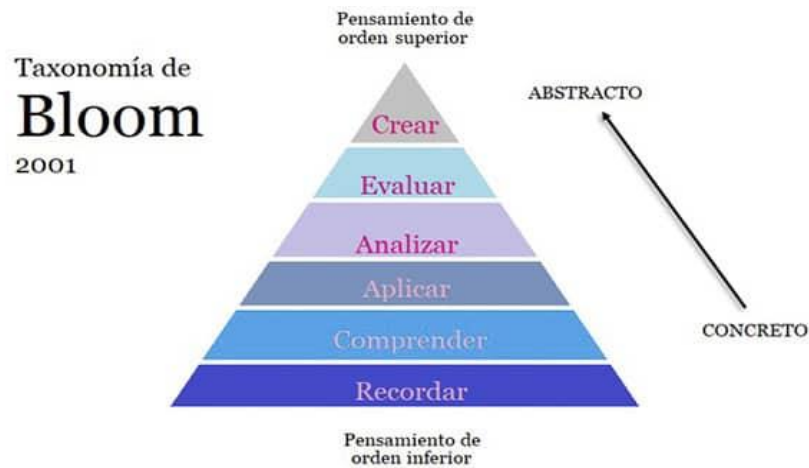 Taxonomía de
Bloom
2001
Pensamiento de
orden superior
ABSTRACTO
Crear
Evaluar
Analizar
Aplicar
Comprender
Recordar
CONCRETO
Pensamiento de
orden inferior